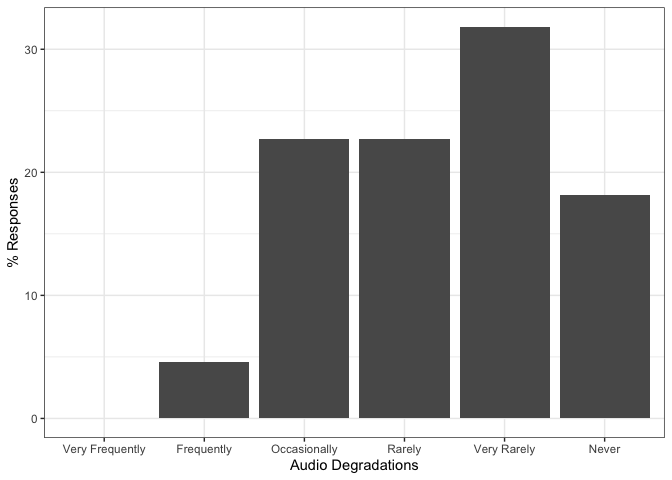 % Responses
30
20
10
0
Very Frequently Frequently Occasionally Rarely Very Rarely Never
Audio Degradations